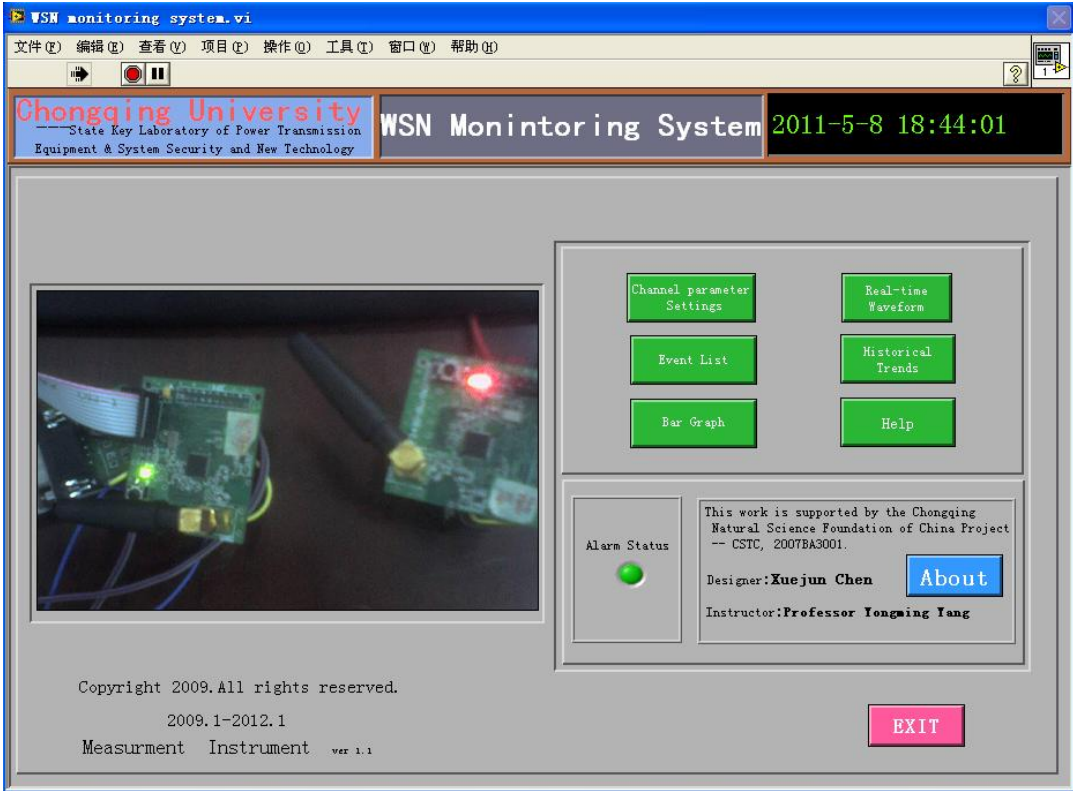 WSN monitoring system.vi
文件(F) 编辑(E) 查看(V) 项目(P) 操作(O) 工具(T) 窗口(W) 帮助(H)
?
1
Chongqing University
———State Key Laboratory of Power Transmission
Equipment & System Security and New Technology
WSN Monintoring System
2011-5-8 18:44:01
Channel parameter
Settings
Real-time
Waveform
Event List
Historical
Trends
Bar Graph
Help
Alarm Status
This work is supported by the Chongqing
Natural Science Foundation of China Project
-- CSTC, 2007BA3001.
Designer:Xuejun Chen
About
Instructor:Professor Yongming Yang
Copyright 2009.All rights reserved.
2009.1-2012.1
Measurment Instrument ver 1.1
EXIT